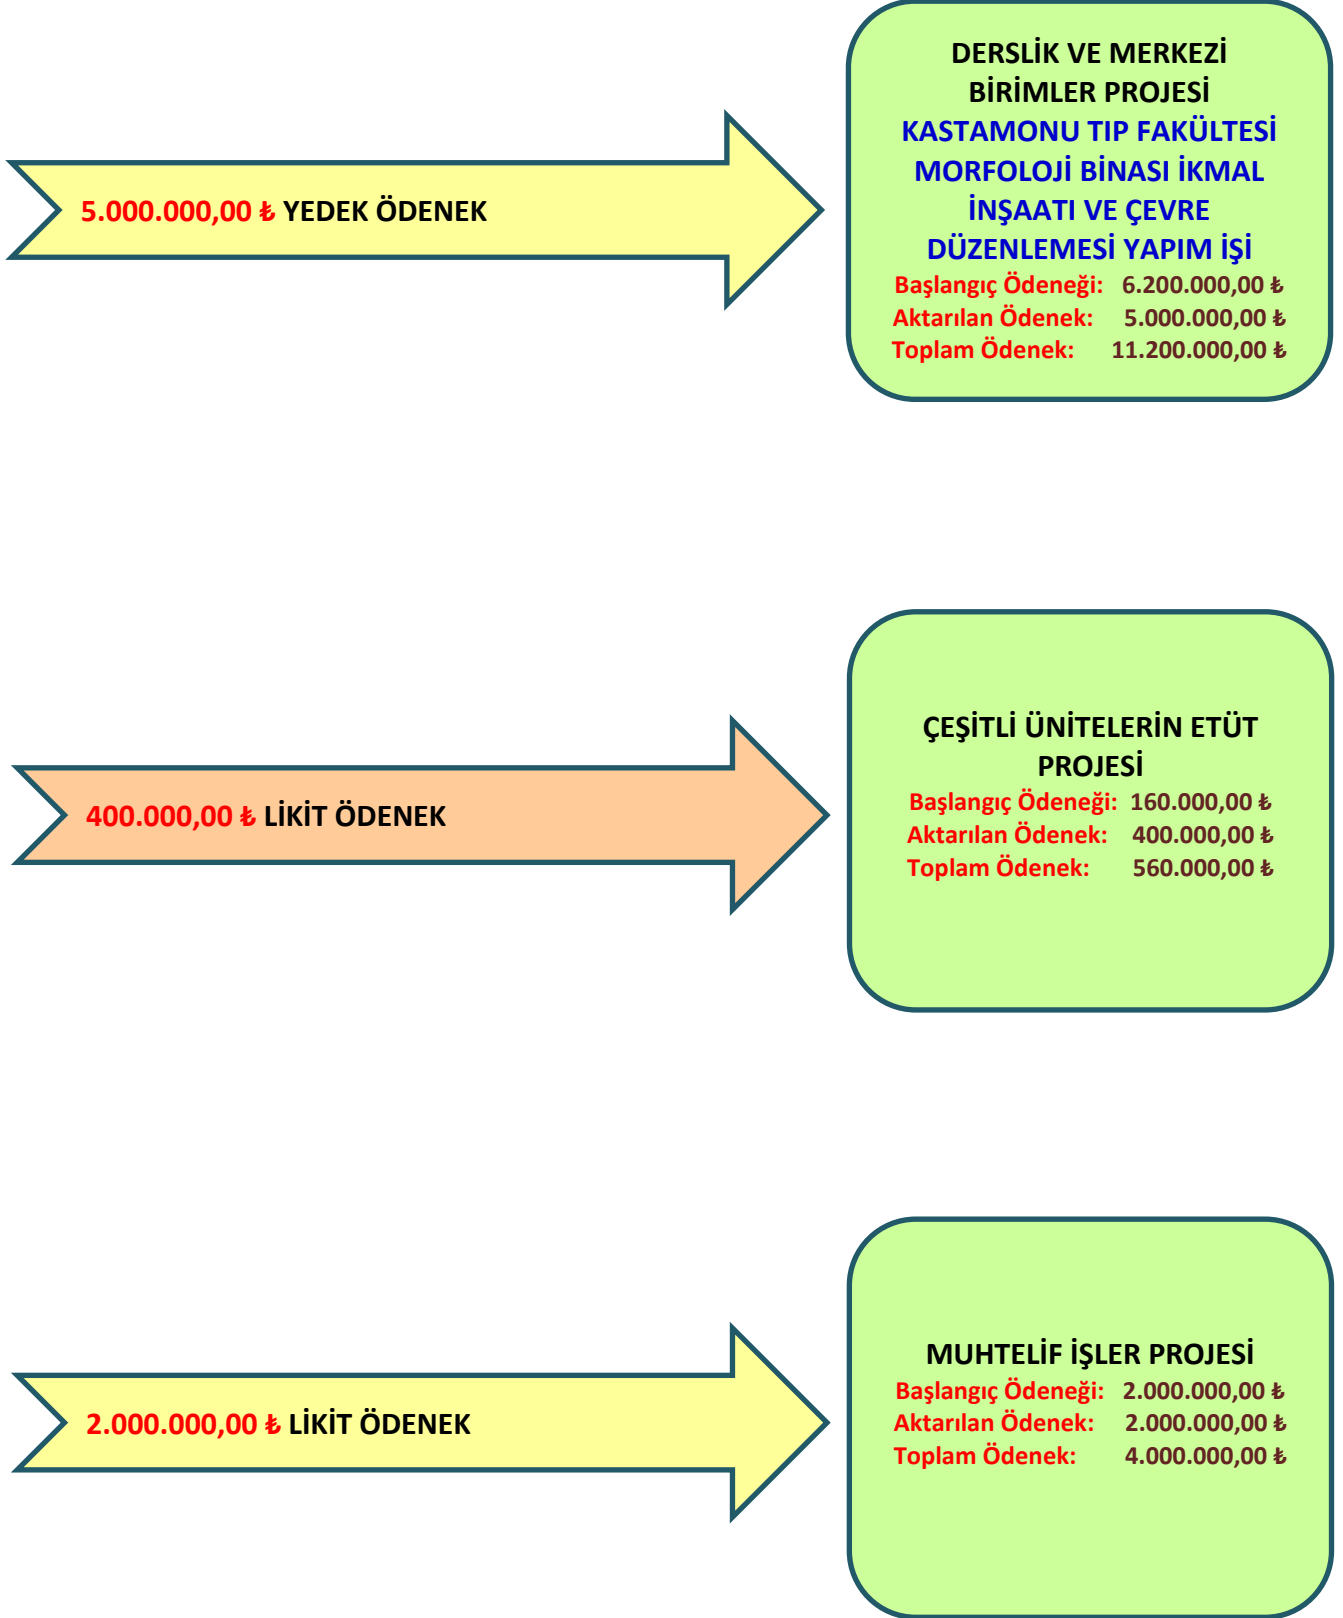 5.000.000,00 ₺ YEDEK ÖDENEK
DERSLİK VE MERKEZİ
BİRİMLER PROJESİ
KASTAMONU TIP FAKÜLTESİ
MORFOLOJİ BİNASI İKMAL
İNŞAATI VE ÇEVRE
DÜZENLEMESİ YAPIM İŞİ
Başlangıç Ödeneği: 6.200.000,00 ₺
Aktarılan Ödenek: 5.000.000,00 ₺
Toplam Ödenek: 11.200.000,00 ₺
400.000,00 ₺ LİKİT ÖDENEK
ÇEŞİTLİ ÜNİTELERİN ETÜT
PROJESİ
Başlangıç Ödeneği: 160.000,00 ₺
Aktarılan Ödenek: 400.000,00 ₺
Toplam Ödenek: 560.000,00 ₺
2.000.000,00 ₺ LİKİT ÖDENEK
MUHTELİF İŞLER PROJESİ
Başlangıç Ödeneği: 2.000.000,00 ₺
Aktarılan Ödenek: 2.000.000,00 ₺
Toplam Ödenek: 4.000.000,00 ₺